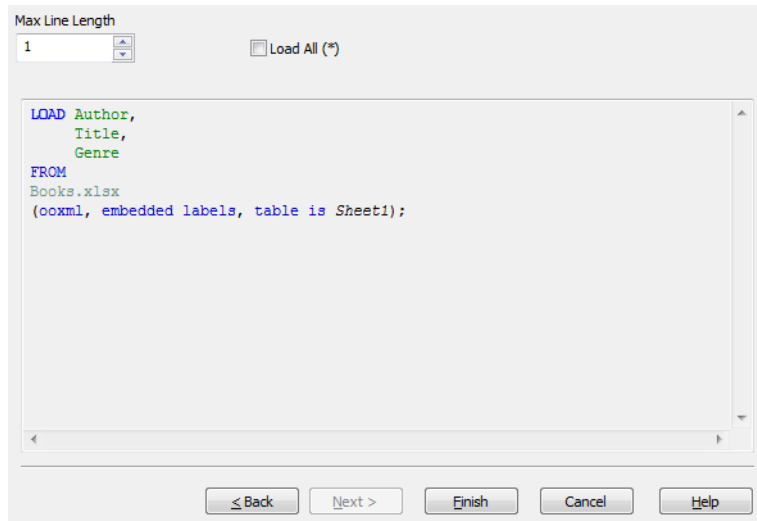 Max Line Length
1
Load All (*)
LOAD Author,
Title,
Genre
FROM
Books.xlsx
(ooxml, embedded labels, table is Sheet1);
< Back
Next >
Finish
Cancel
Help